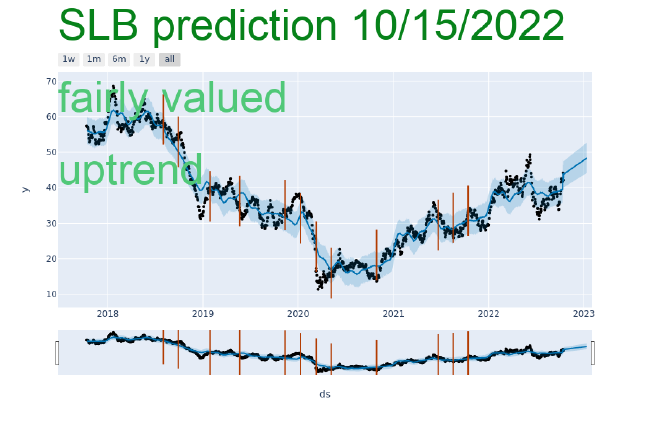 SLB prediction 10/15/2022
1w 1m 6m 1y all
70
fairly valued
60
50
uptrend
40
30
20
10
y
2018 2019 2020 2021 2022 2023
ds